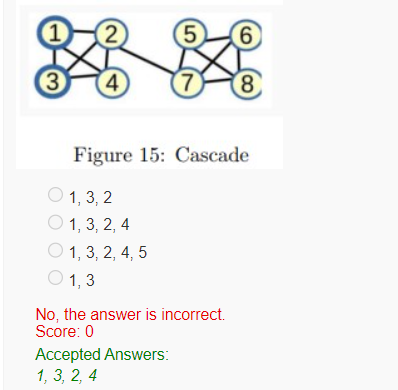 1 2 5 6
3 4 7 8
Figure 15: Cascade
1, 3, 2
1, 3, 2, 4
1, 3, 2, 4, 5
1, 3
No, the answer is incorrect.
Score: 0
Accepted Answers:
1, 3, 2, 4